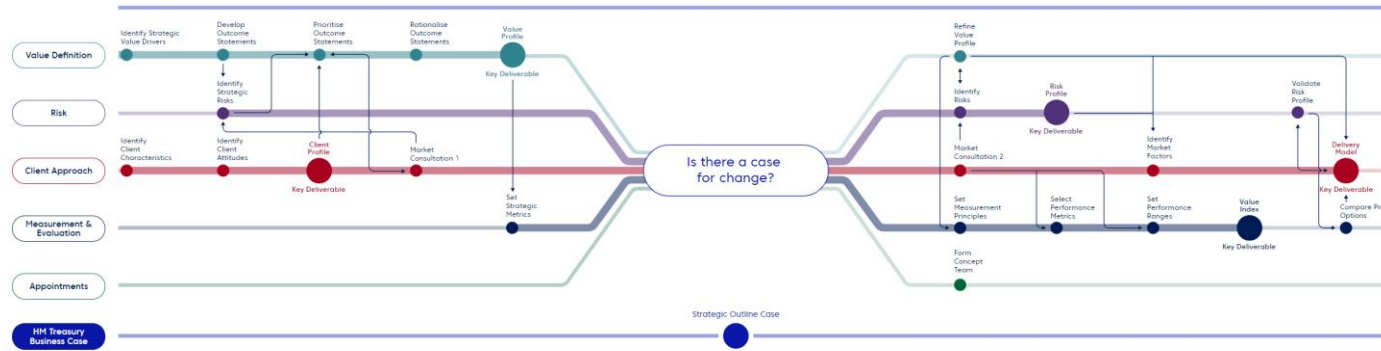 Value Definition
Identify Strategic
Value Drivers
Develop
Outcome
Statements
Prioritise
Outcome
Statements
Rationalise
Outcome
Statements
Value
Profile
Key Deliverable
Refine
Value
Profile
Risk
Identify
Strategic
Risks
Identify
Risks
Risk
Profile
Key Deliverable
Validate
Risk
Profile
Client Approach
Identify
Client
Characteristics
Identify
Client
Attitudes
Client
Profile
Key Deliverable
Market
Consultation 1
Is there a case
for change?
Market
Consultation 2
Identify
Market
Factors
Delivery
Model
Key Deliverable
Measurement &
Evaluation
Set
Strategic
Metrics
Set
Measurement
Principles
Select
Performance
Metrics
Set
Performance
Ranges
Value
Index
Key Deliverable
Compare
Options
Appointments
Form
Concept
Team
HM Treasury
Business Case
Strategic Outline Case